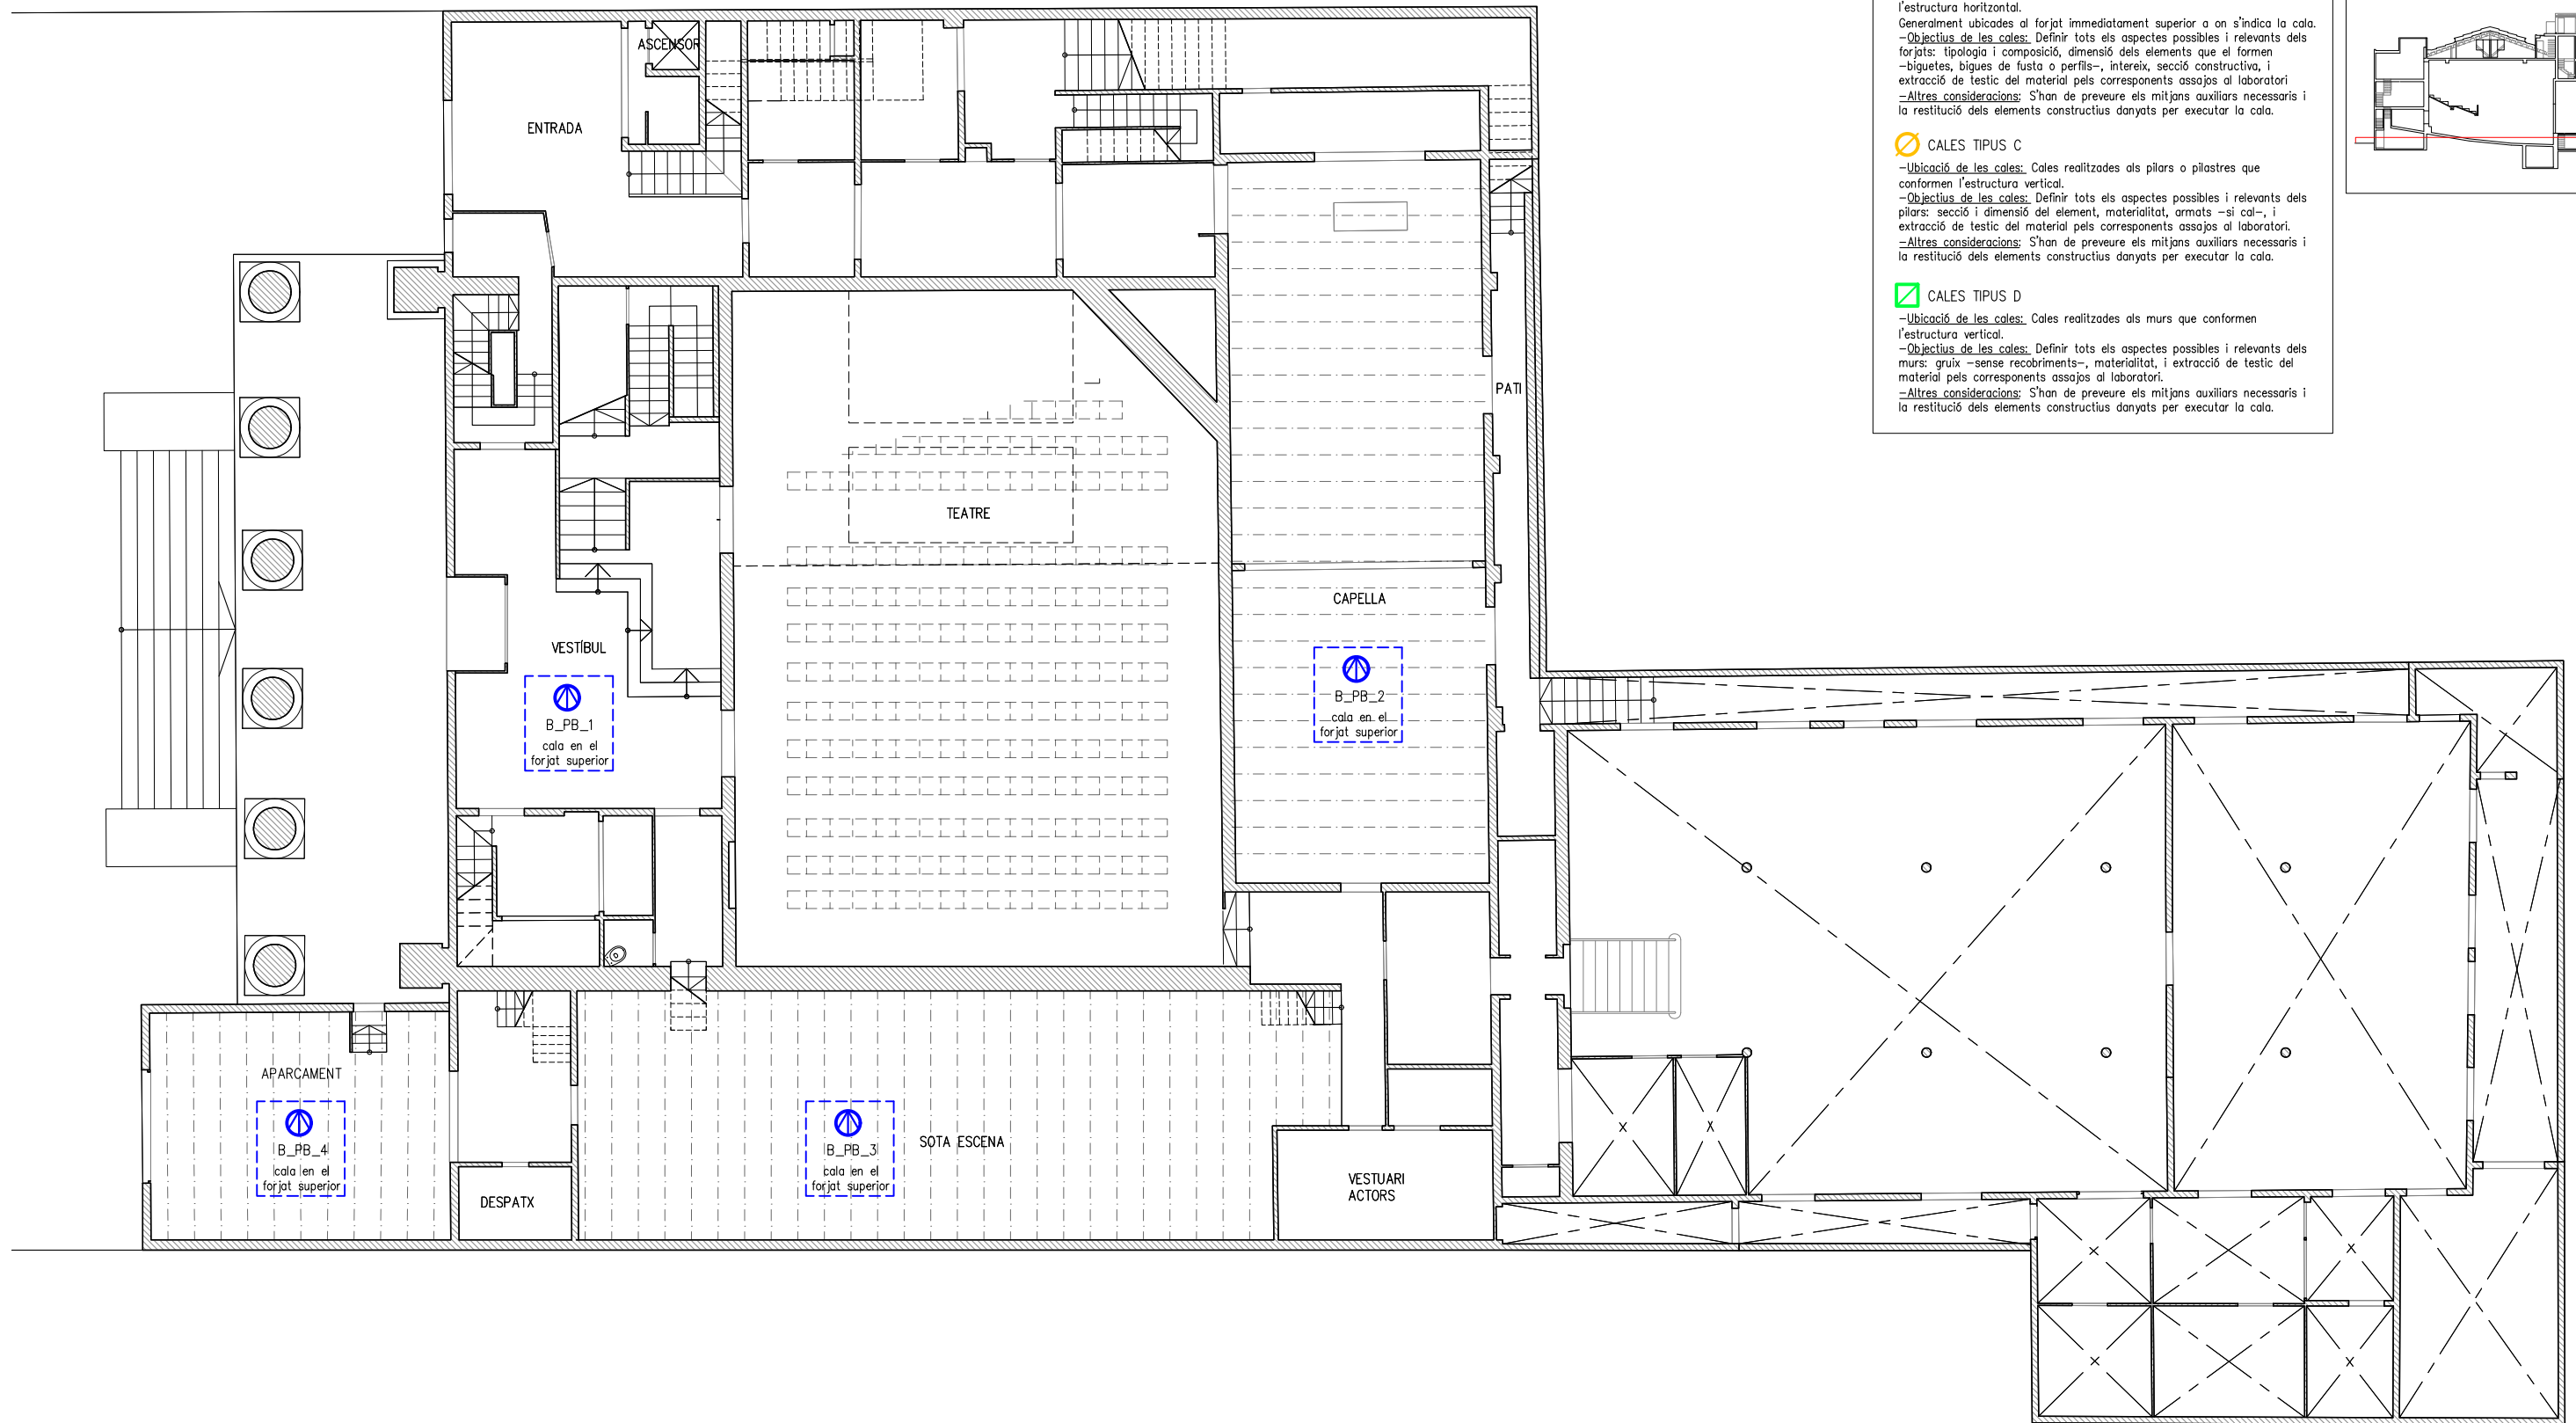 l'estructura horitzontal.
Generalment ubicades al forjat immediatament superior a on s'indica la cala.
-Objectius de les cales: Definir tots els aspectes possibles i relevants dels
forjats: tipologia i composició, dimensió dels elements que el formen
-biguetes, bigues de fusta o perfils-, intereix, secció constructiva, i
extracció de testic del material pels corresponents assajos al laboratori
-Altres consideracions: S'han de preveure els mitjans auxiliars necessaris i
la restitució dels elements constructius danyats per executar la cala.
CALES TIPUS C
-Ubicació de les cales: Cales realitzades als pilars o pilastres que
conformen l'estructura vertical.
-Objectius de les cales: Definir tots els aspectes possibles i relevants dels
pilars: secció i dimensió del element, materialitat, armats -si cal-, i
extracció de testic del material pels corresponents assajos al laboratori.
-Altres consideracions: S'han de preveure els mitjans auxiliars necessaris i
la restitució dels elements constructius danyats per executar la cala.
CALES TIPUS D
-Ubicació de les cales: Cales realitzades als murs que conformen
l'estructura vertical.
-Objectius de les cales: Definir tots els aspectes possibles i relevants dels
murs: gruix -sense recobriments-, materialitat, i extracció de testic del
material pels corresponents assajos al laboratori.
-Altres consideracions: S'han de preveure els mitjans auxiliars necessaris i
la restitució dels elements constructius danyats per executar la cala.
ASCENSOR
ENTRADA
PATI
TEATRE
CAPELLA
VESTÍBUL
B_PB_2
cala en el
forjat superior
B_PB_1
cala en el
forjat superior
APARCAMENT
B_PB_4
cala en el
forjat superior
B_PB_3
cala en el
forjat superior
SOTA ESCENA
DESPATX
VESTUARI
ACTORS